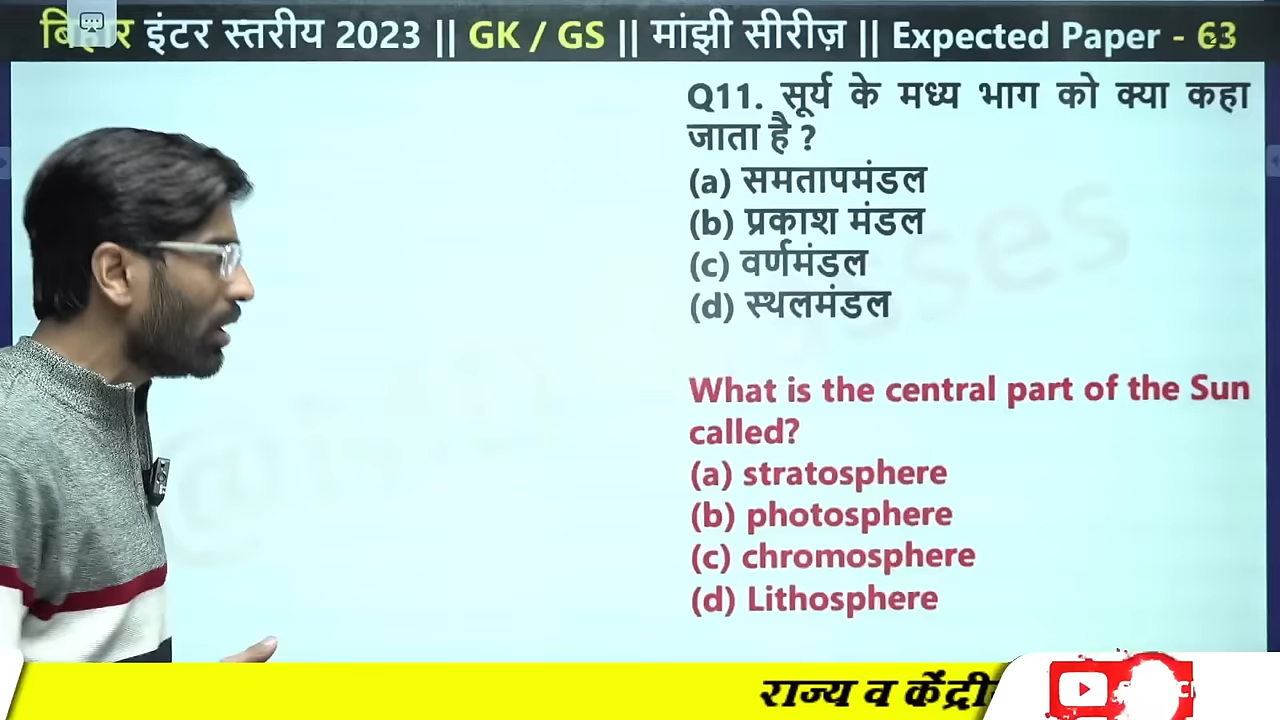 बिहार इंटर स्तरीय 2023 || GK / GS || मांझी सीरीज़ || Expected Paper - 63
Q11. सूर्य के मध्य भाग को क्या कहा
जाता है ?
(a) समतापमंडल
(b) प्रकाश मंडल
(c) वर्णमंडल
(d) स्थलमंडल
What is the central part of the Sun
called?
(a) stratosphere
(b) photosphere
(c) chromosphere
(d) Lithosphere
राज्य व